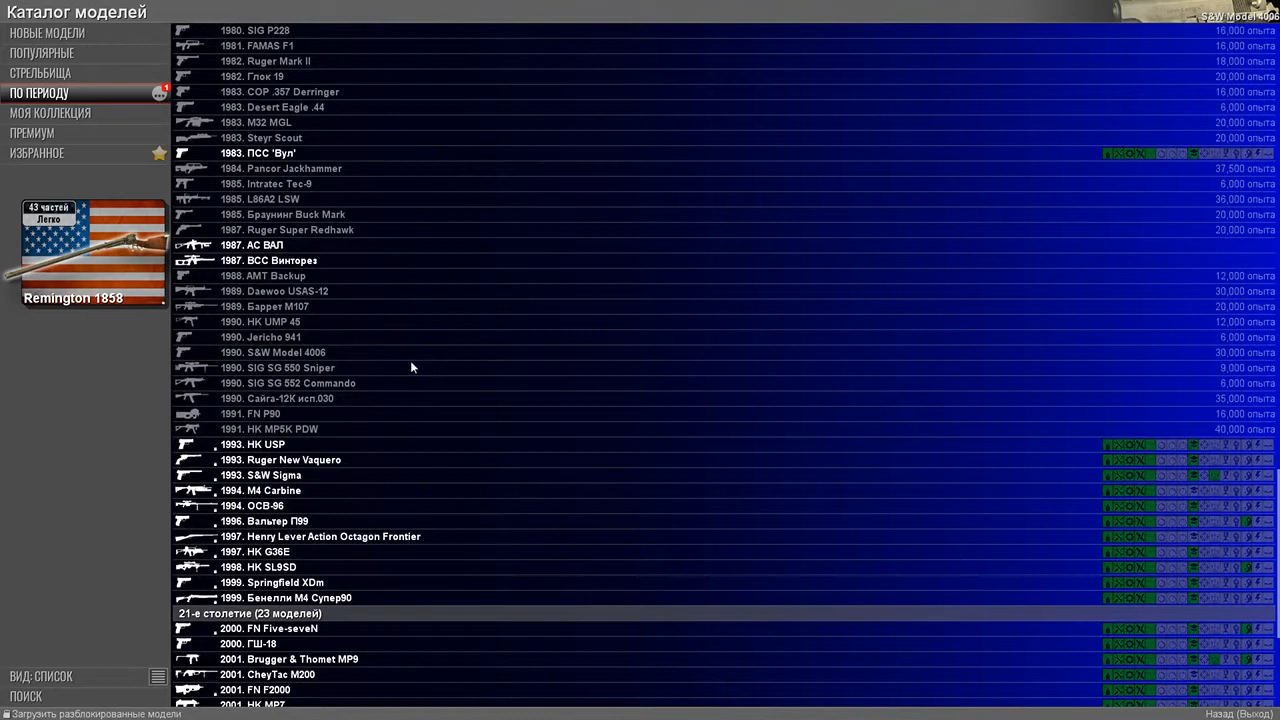 Каталог моделей
S&W Model 4006
НОВЫЕ МОДЕЛИ
ПОПУЛЯРНЫЕ
СТРЕЛЬБИЩА
ПО ПЕРИОДУ
1
МОЯ КОЛЛЕКЦИЯ
ПРЕМИУМ
ИЗБРАННОЕ
43 частей
Легко
Remington 1858
1980. SIG P228 16,000 опыта
1981. FAMAS F1 16,000 опыта
1982. Ruger Mark II 18,000 опыта
1982. Глок 19 20,000 опыта
1983. COP .357 Derringer 16,000 опыта
1983. Desert Eagle .44 6,000 опыта
1983. M32 MGL 20,000 опыта
1983. Steyr Scout 20,000 опыта
1983. ПСС 'Вул'
1984. Pancor Jackhammer 37,500 опыта
1985. Intratec Tec-9 6,000 опыта
1985. L86A2 LSW 36,000 опыта
1985. Браунинг Buck Mark 20,000 опыта
1987. Ruger Super Redhawk 20,000 опыта
1987. АС ВАЛ
1987. ВСС Винторез
1988. AMT Backup 12,000 опыта
1989. Daewoo USAS-12 30,000 опыта
1989. Баррет М107 20,000 опыта
1990. HK UMP 45 12,000 опыта
1990. Jericho 941 6,000 опыта
1990. S&W Model 4006 30,000 опыта
1990. SIG SG 550 Sniper 9,000 опыта
1990. SIG SG 552 Commando 6,000 опыта
1990. Сайга-12К исп.030 35,000 опыта
1991. FN P90 16,000 опыта
1991. HK MP5K PDW 40,000 опыта
1993. HK USP
1993. Ruger New Vaquero
1993. S&W Sigma
1994. M4 Carbine
1994. ОСВ-96
1996. Вальтер П99
1997. Henry Lever Action Octagon Frontier
1997. HK G36E
1998. HK SL9SD
1999. Springfield XDm
1999. Бенелли М4 Супер90
21-е столетие (23 моделей)
2000. FN Five-seveN
2000. ГШ-18
2001. Brugger & Thomet MP9
2001. CheyTac M200
2001. FN F2000
2001. HK MP7
ВИД: СПИСОК
ПОИСК
Загрузить разблокированные модели
Назад (Выход)